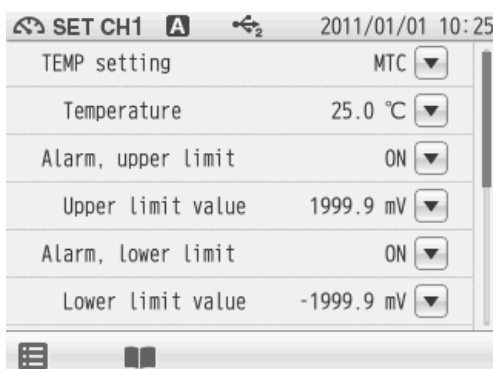 SET CH1 A 2 2011/01/01 10:25
TEMP setting MTC
Temperature 25.0 ℃
Alarm, upper limit ON
Upper limit value 1999.9 mV
Alarm, lower limit ON
Lower limit value -1999.9 mV